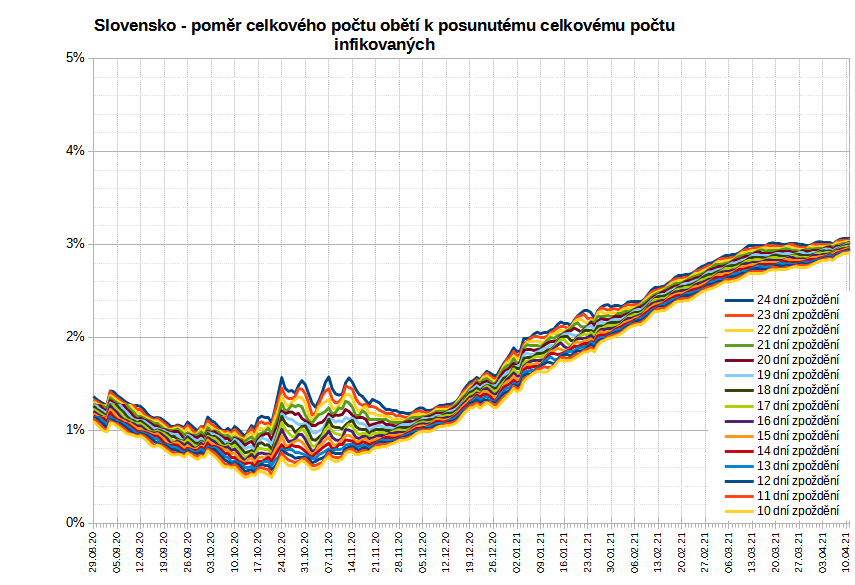 Slovensko - poměr celkového počtu obětí k posunutému celkovému počtu
infikovaných
5%
4%
3%
2%
1%
0%
24 dní zpoždění
23 dní zpoždění
22 dní zpoždění
21 dní zpoždění
20 dní zpoždění
19 dní zpoždění
18 dní zpoždění
17 dní zpoždění
16 dní zpoždění
15 dní zpoždění
14 dní zpoždění
13 dní zpoždění
12 dní zpoždění
11 dní zpoždění
10 dní zpoždění
29.08.20
05.09.20
12.09.20
19.09.20
26.09.20
03.10.20
10.10.20
17.10.20
24.10.20
31.10.20
07.11.20
14.11.20
21.11.20
28.11.20
05.12.20
12.12.20
19.12.20
26.12.20
02.01.21
09.01.21
16.01.21
23.01.21
30.01.21
06.02.21
13.02.21
20.02.21
27.02.21
06.03.21
13.03.21
20.03.21
27.03.21
03.04.21
10.04.21